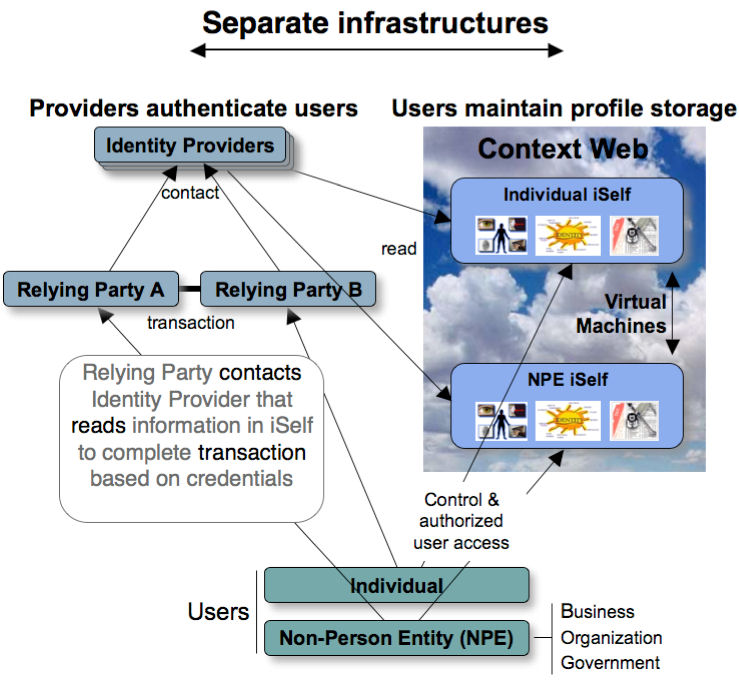 Separate infrastructures
Providers authenticate users
Users maintain profile storage
Identity Providers
Context Web
contact
Individual iSelf
IDENTITY
read
Relying Party A
Relying Party B
transaction
Virtual
Machines
Relying Party contacts
Identity Provider that
reads information in iSelf
to complete transaction
based on credentials
NPE iSelf
IDENTITY
Control &
authorized
user access
Users
Individual
Non-Person Entity (NPE)
Business
Organization
Government